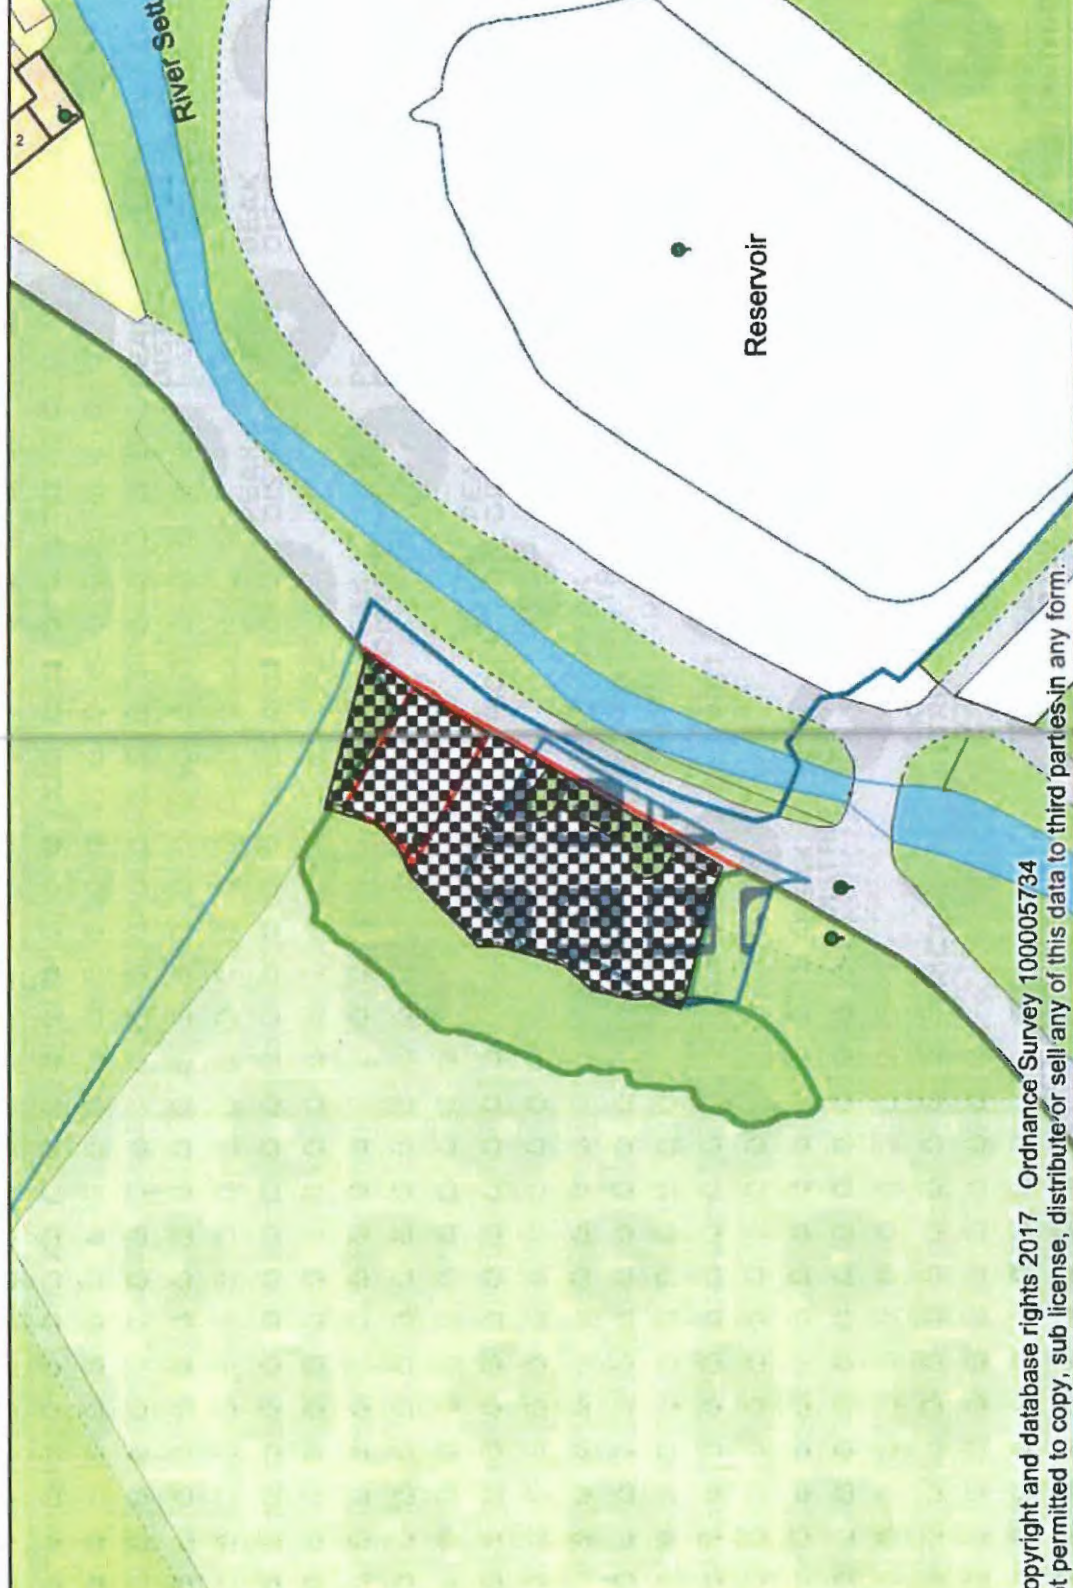 River Sett
2
Reservoir
opyright and database rights 2017 Ordnance Survey 100005734
t permitted to copy, sub license, distribute or sell any of this data to third parties in any form.